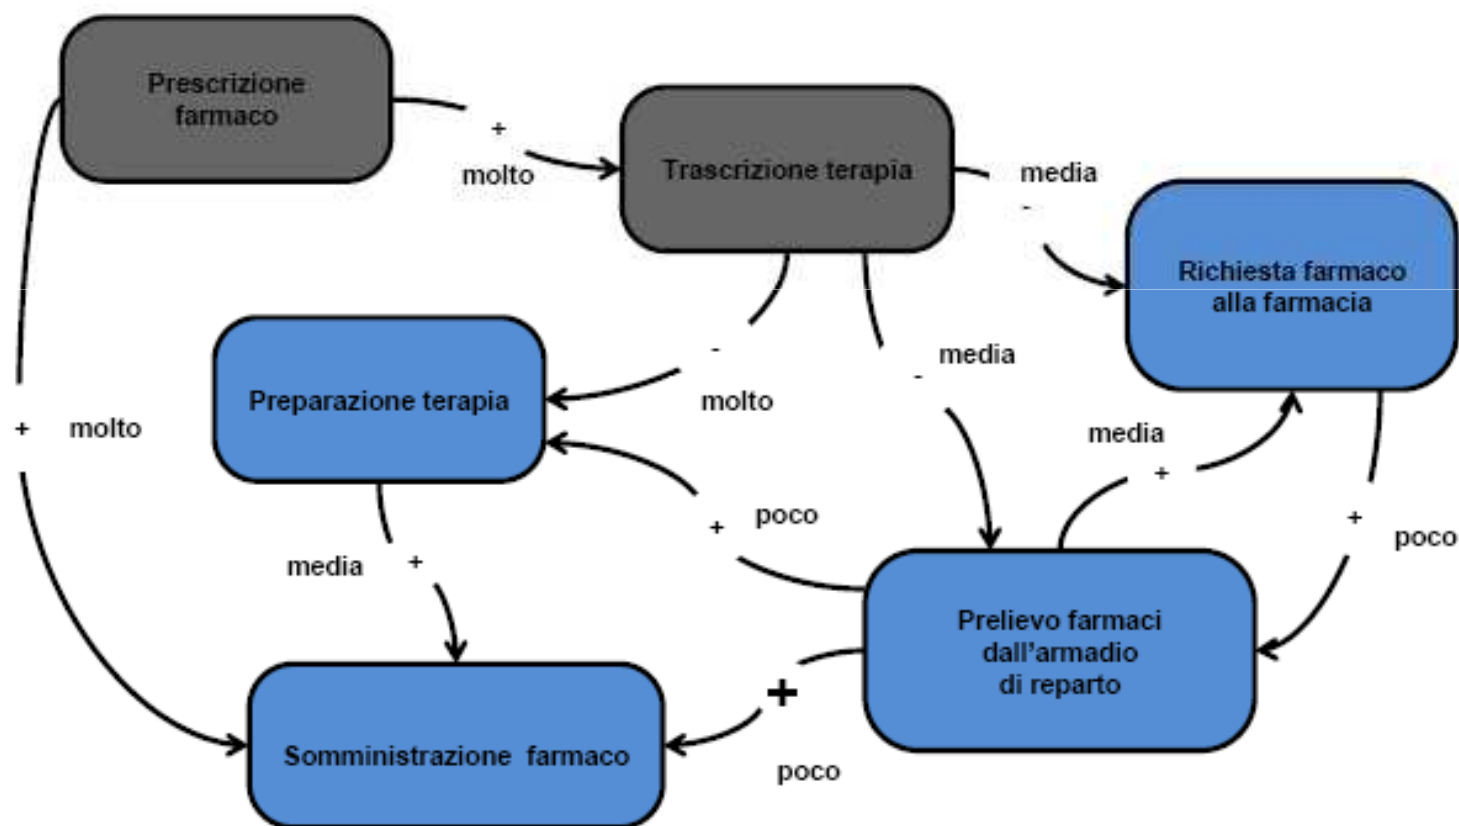 Prescrizione
farmaco
+
molto
Trascrizione terapia
media
-
Richiesta farmaco
alla farmacia
-
molto
-
media
Preparazione terapia
+ molto
media
+
+
poco
+
poco
media +
Prelievo farmaci
dall'armadio
di reparto
+
poco
Somministrazione farmaco